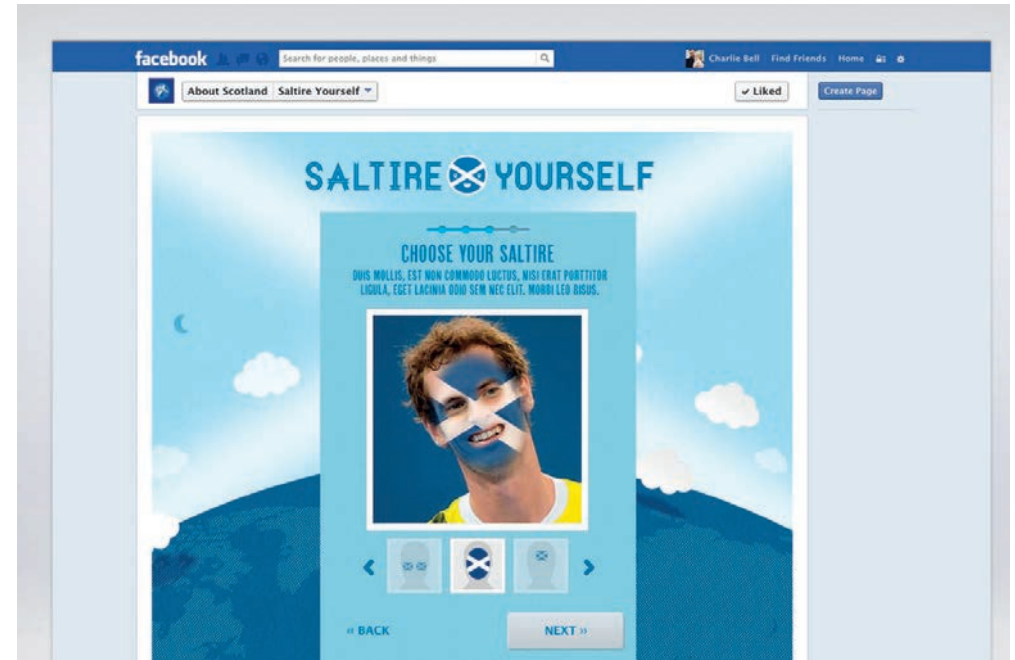 facebook
Search for people, places and things
Charlie Bell Find Friends Home
About Scotland Saltire Yourself
✓ Liked
Create Page
SALTIRE YOURSELF
CHOOSE YOUR SALTIRE
DUIS MOLLIS, EST NON COMMODO LUCTUS, NISI ERAT PORTTITOR
LIGULA, EGET LACINIA ODIO SEM NEC ELIT. MORBI LEO RISUS.
« BACK
NEXT »